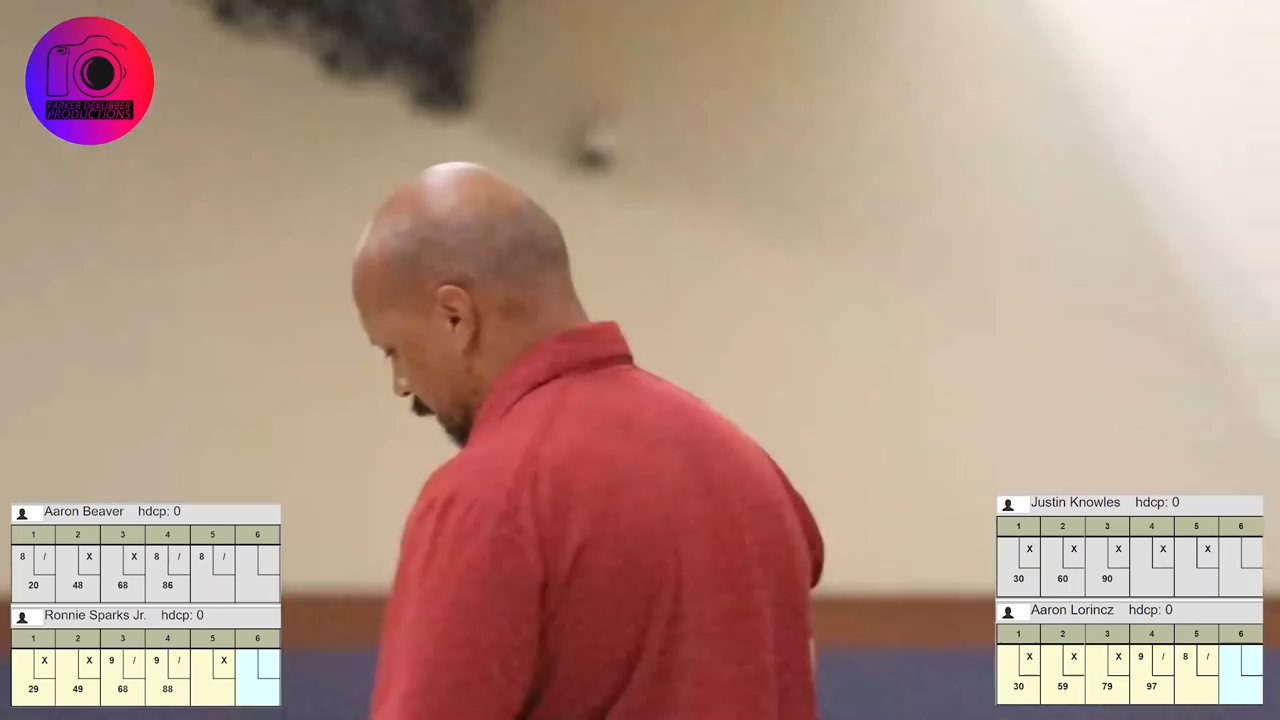 PARKER DEKUBBER
PRODUCTIONS
Aaron Beaver hdcp: 0
1 2 3 4 5 6
8 / X X 8 / 8 /
20 48 68 86
Ronnie Sparks Jr. hdcp: 0
1 2 3 4 5 6
X X 9 / 9 / X
29 49 68 88
Justin Knowles hdcp: 0
1 2 3 4 5 6
X X X X X
30 60 90
Aaron Lorincz hdcp: 0
1 2 3 4 5 6
X X X 9 / 8 /
30 59 79 97